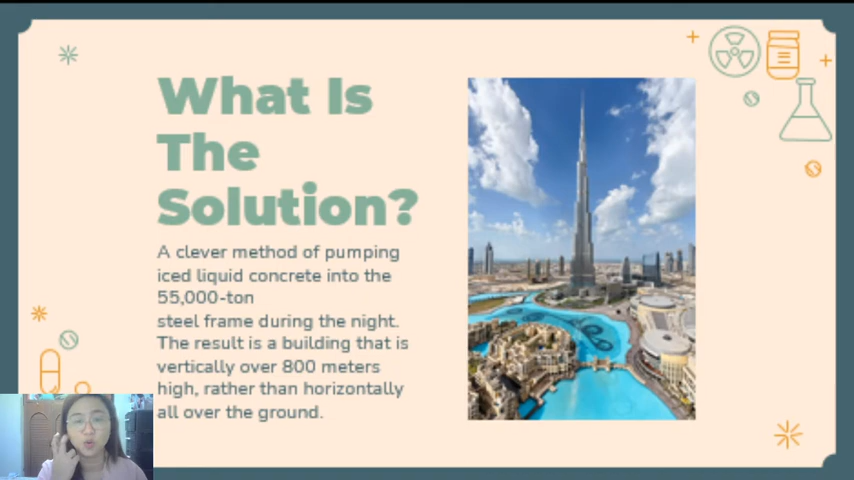 What Is
The
Solution?
A clever method of pumping
iced liquid concrete into the
55,000-ton
steel frame during the night.
The result is a building that is
vertically over 800 meters
high, rather than horizontally
all over the ground.